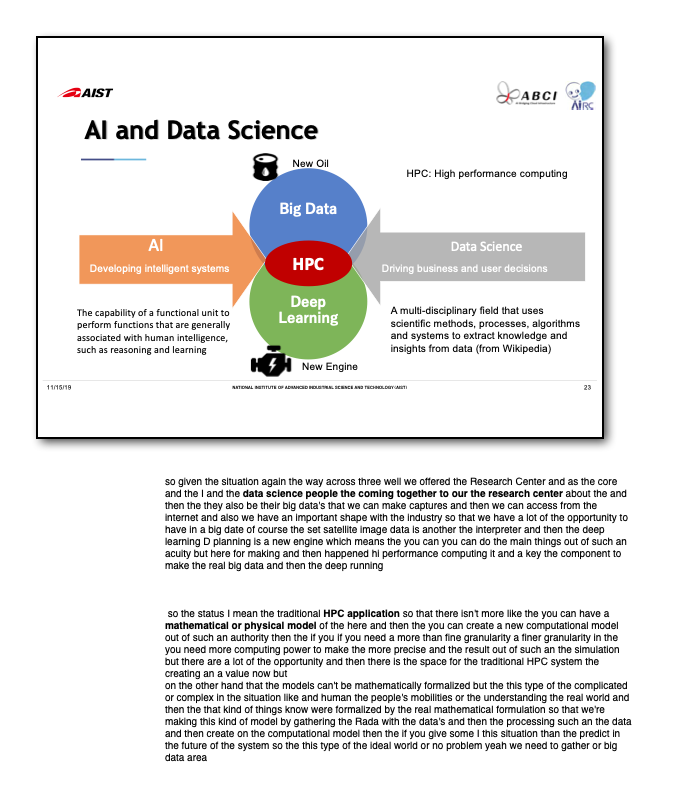 AIST
ABCI
AIRC
AI and Data Science
New Oil
HPC: High performance computing
Big Data
AI
Developing intelligent systems
HPC
Data Science
Driving business and user decisions
Deep
Learning
The capability of a functional unit to
perform functions that are generally
associated with human intelligence,
such as reasoning and learning
A multi-disciplinary field that uses
scientific methods, processes, algorithms
and systems to extract knowledge and
insights from data (from Wikipedia)
New Engine
11/15/19
NATIONAL INSTITUTE OF ADVANCED INDUSTRIAL SCIENCE AND TECHNOLOGY (AIST)
23
so given the situation again the way across three well we offered the Research Center and as the core
and the I and the data science people the coming together to our the research center about the and
then the they also be their big data's that we can make captures and then we can access from the
internet and also we have an important shape with the industry so that we have a lot of the opportunity to
have in a big date of course the set satellite image data is another the interpreter and then the deep
learning D planning is a new engine which means the you can you can do the main things out of such an
acuity but here for making and then happened hi performance computing it and a key the component to
make the real big data and then the deep running
so the status I mean the traditional HPC application so that there isn't more like the you can have a
mathematical or physical model of the here and then the you can create a new computational model
out of such an authority then the if you if you need a more than fine granularity a finer granularity in the
you need more computing power to make the more precise and the result out of such an the simulation
but there are a lot of the opportunity and then there is the space for the traditional HPC system the
creating an a value now but
on the other hand that the models can't be mathematically formalized but the this type of the complicated
or complex in the situation like and human the people's mobilities or the understanding the real world and
then the that kind of things know were formalized by the real mathematical formulation so that we're
making this kind of model by gathering the Rada with the data's and then the processing such an the data
and then create on the computational model then the if you give some I this situation than the predict in
the future of the system so the this type of the ideal world or no problem yeah we need to gather or big
data area